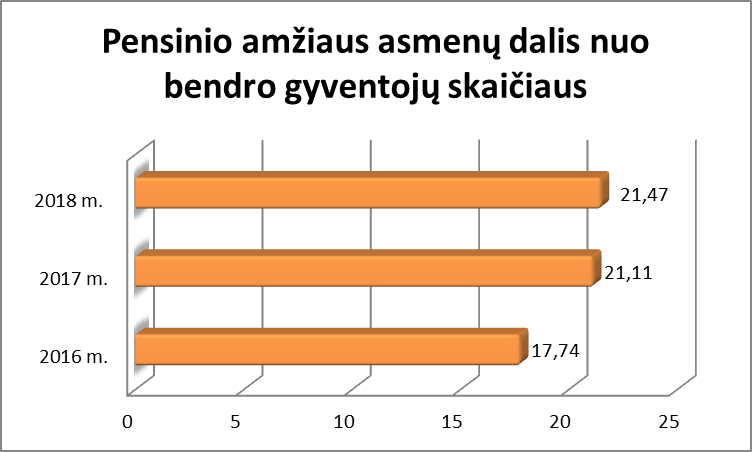 Pensinio amžiaus asmenų dalis nuo
bendro gyventojų skaičiaus
2018 m.
21,47
2017 m.
21,11
2016 m.
17,74
0 5 10 15 20 25